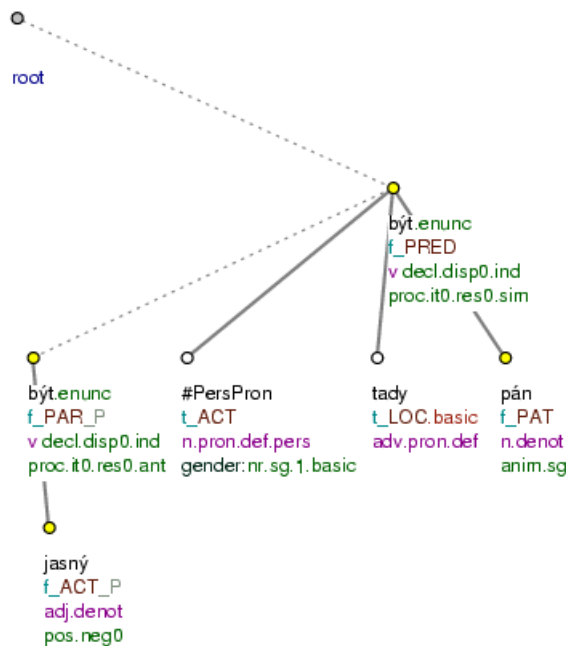 root
být.enunc
f_PRED
v decl.disp0.ind
proc.it0.res0.sim
být.enunc
f_PAR_P
v decl.disp0.ind
proc.it0.res0.ant
#PersPron
t_ACT
n.pron.def.pers
gender:nr.sg.1.basic
tady
t_LOC.basic
adv.pron.def
pán
f_PAT
n.denot
anim.sg
jasný
f_ACT_P
adj.denot
pos.neg0